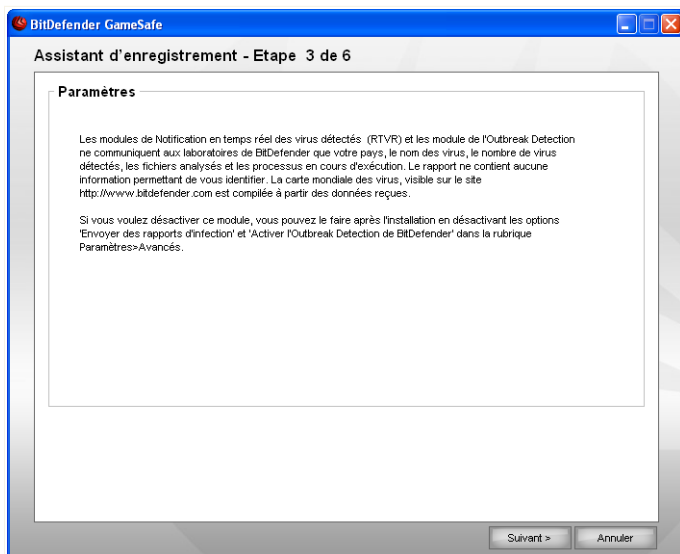 BitDefender GameSafe
Assistant d'enregistrement - Etape 3 de 6
Paramètres
Les modules de Notification en temps réel des virus détectés (RTVR) et les module de l'Outbreak Detection
ne communiquent aux laboratoires de BitDefender que votre pays, le nom des virus, le nombre de virus
détectés, les fichiers analysés et les processus en cours d'exécution. Le rapport ne contient aucune
information permettant de vous identifier. La carte mondiale des virus, visible sur le site
http://www.bitdefender.com est compilée à partir des données reçues.
Si vous voulez désactiver ce module, vous pouvez le faire après l'installation en désactivant les options
'Envoyer des rapports d'infection' et 'Activer l'Outbreak Detection de BitDefender' dans la rubrique
Paramètres>Avancés.
Suivant > Annuler